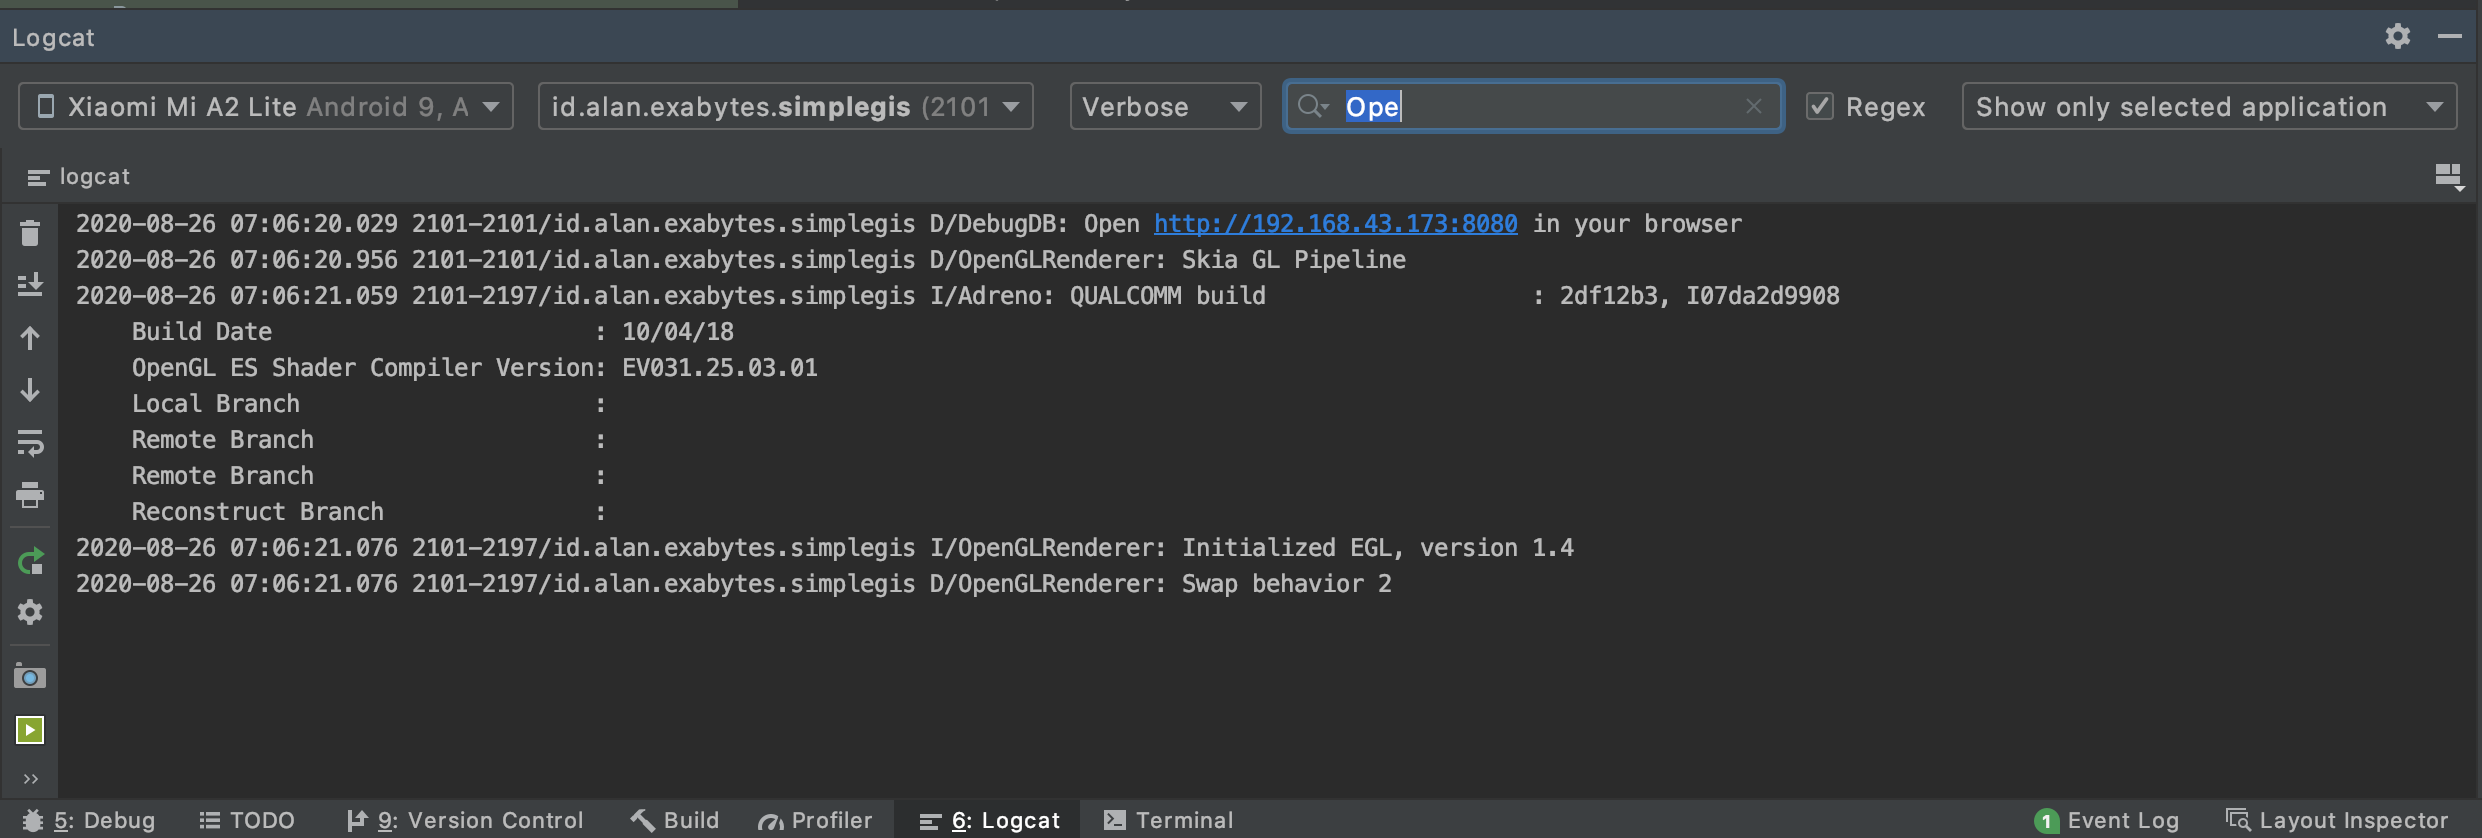 Logcat
Xiaomi Mi A2 Lite Android 9, A
id.alan.exabytes.simplegis (2101
Verbose
Ope
Regex
Show only selected application
logcat
2020-08-26 07:06:20.029 2101-2101/id.alan.exabytes.simplegis D/DebugDB: Open http://192.168.43.173:8080 in your browser
2020-08-26 07:06:20.956 2101-2101/id.alan.exabytes.simplegis D/OpenGLRenderer: Skia GL Pipeline
2020-08-26 07:06:21.059 2101-2197/id.alan.exabytes.simplegis I/Adreno: QUALCOMM build                   : 2df12b3, I07da2d9908
    Build Date                       : 10/04/18
    OpenGL ES Shader Compiler Version: EV031.25.03.01
    Local Branch                     :
    Remote Branch                    :
    Remote Branch                    :
    Reconstruct Branch               :
2020-08-26 07:06:21.076 2101-2197/id.alan.exabytes.simplegis I/OpenGLRenderer: Initialized EGL, version 1.4
2020-08-26 07:06:21.076 2101-2197/id.alan.exabytes.simplegis D/OpenGLRenderer: Swap behavior 2
5: Debug
TODO
9: Version Control
Build
Profiler
6: Logcat
Terminal
1 Event Log
Layout Inspector